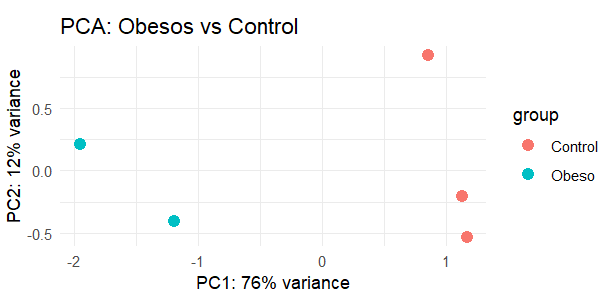 PCA: Obesos vs Control
PC2: 12% variance
0.5
0.0
-0.5
-2
-1
0
1
PC1: 76% variance
group
Control
Obeso